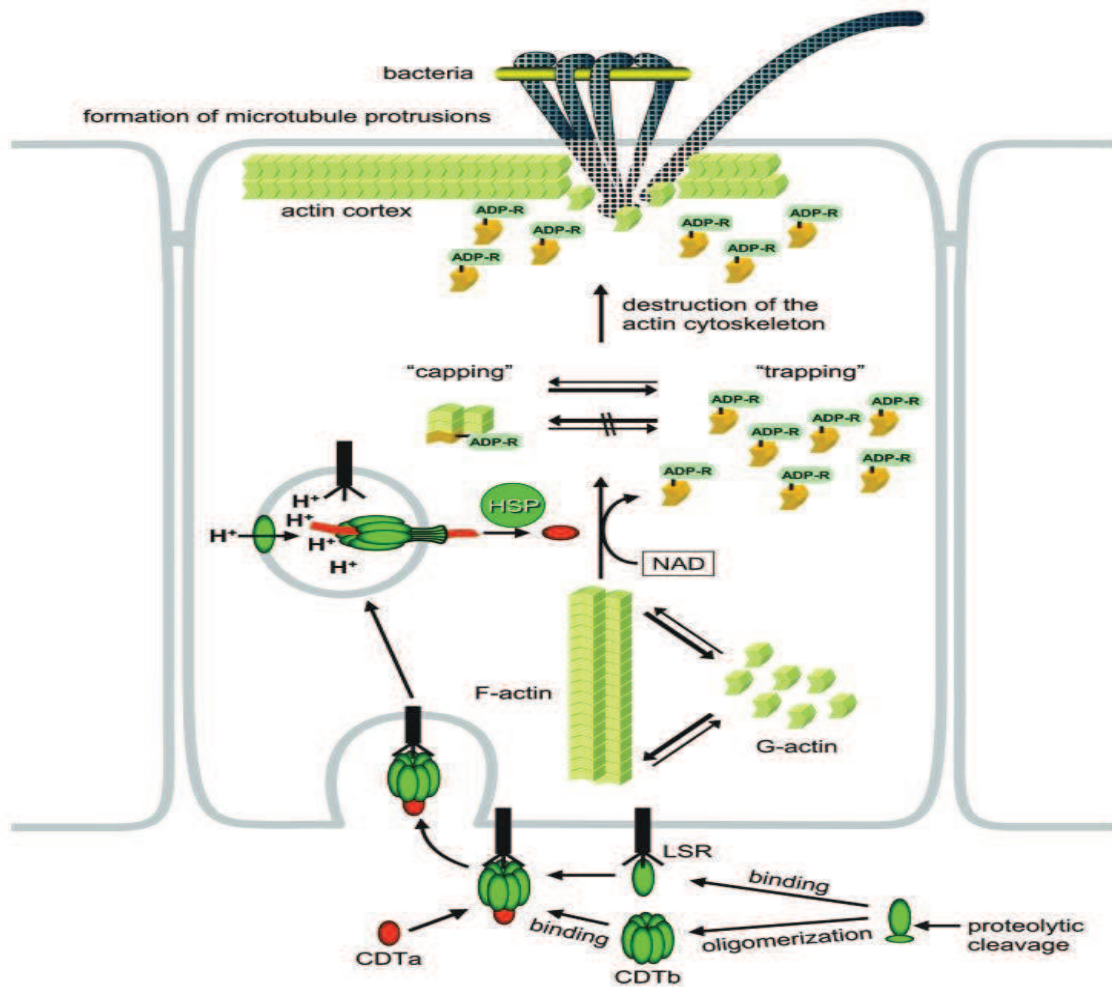 bacteria
formation of microtubule protrusions
actin cortex
ADP-R
ADP-R
ADP-R
ADP-R
ADP-R
ADP-R
destruction of the
actin cytoskeleton
"capping"
"trapping"
ADP-R
ADP-R
ADP-R
ADP-R
ADP-R
ADP-R
ADP-R
ADP-R
H⁺
H⁺
H⁺
H⁺
H⁺
HSP
NAD
F-actin
G-actin
LSR
binding
binding
oligomerization
proteolytic
cleavage
CDTa
CDTb